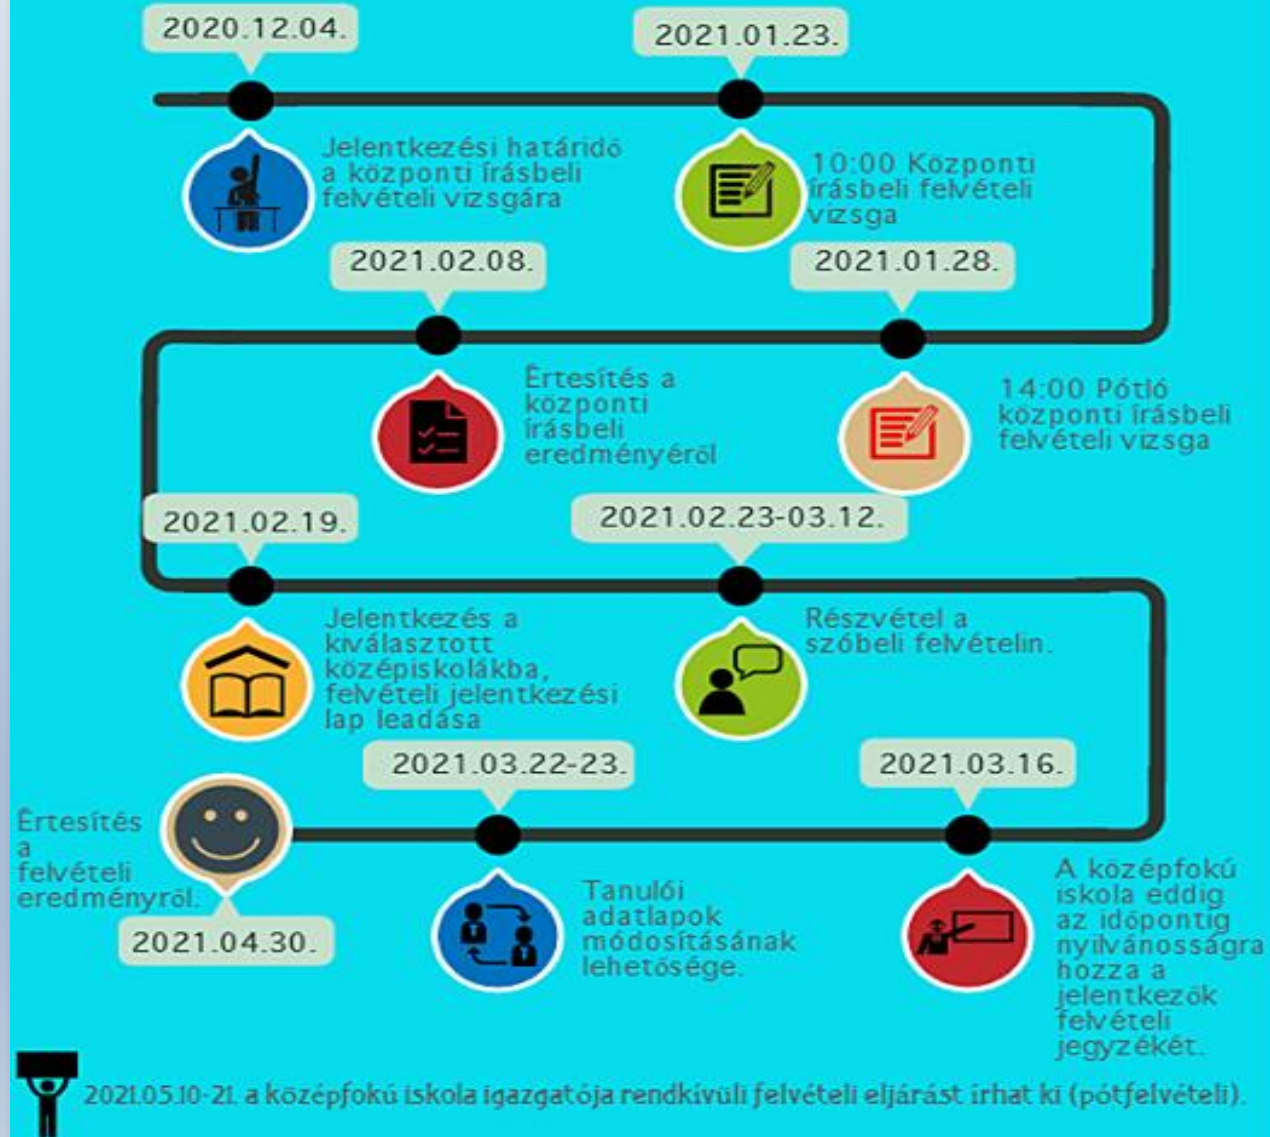 2020.12.04.
Jelentkezési határidő
a központi írásbeli
felvételi vizsgára
2021.01.23.
10:00 Központi
írásbeli felvételi
vizsga
2021.01.28.
14:00 Pótló
központi írásbeli
felvételi vizsga
2021.02.08.
Értesítés a
központi
írásbeli
eredményéről
2021.02.19.
Jelentkezés a
kiválasztott
középiskolákba,
felvételi jelentkezési
lap leadása
2021.02.23-03.12.
Részvétel a
szóbeli felvételin.
2021.03.16.
A középfokú
iskola eddig
az időpontig
nyilvánosságra
hozza a
jelentkezők
felvételi
jegyzékét.
2021.03.22-23.
Tanulói
adatlapok
módosításának
lehetősége.
Értesítés
a
felvételi
eredményről.
2021.04.30.
2021.05.10-21. a középfokú iskola igazgatója rendkívüli felvételi eljárást írhat ki (pótfelvételi).